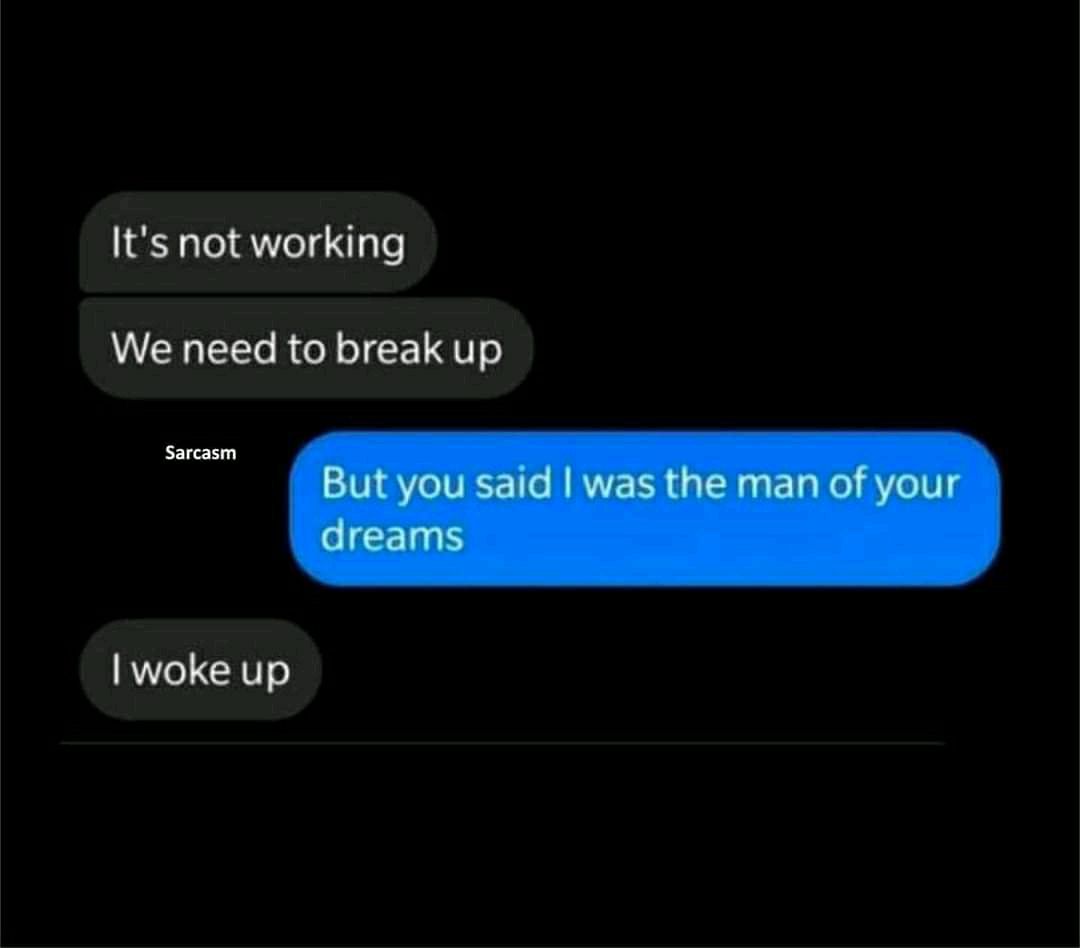 It's not working
We need to break up
Sarcasm
But you said I was the man of your
dreams
I woke up